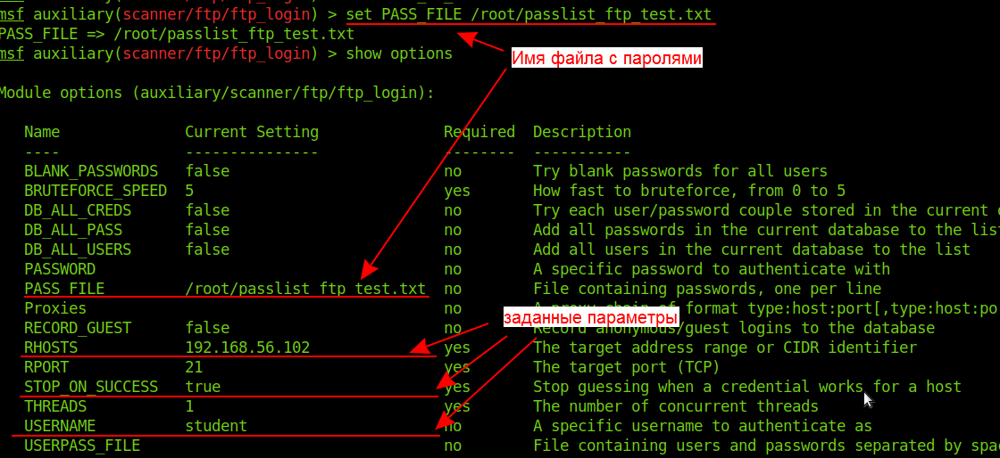 msf auxiliary(scanner/ftp/ftp_login) > set PASS_FILE /root/passlist_ftp_test.txt
PASS_FILE => /root/passlist_ftp_test.txt
msf auxiliary(scanner/ftp/ftp_login) > show options
Имя файла с паролями
Module options (auxiliary/scanner/ftp/ftp_login):
Name Current Setting Required Description
---- --------------- -------- -----------
BLANK_PASSWORDS false no Try blank passwords for all users
BRUTEFORCE_SPEED 5 yes How fast to bruteforce, from 0 to 5
DB_ALL_CREDS false no Try each user/password couple stored in the current
DB_ALL_PASS false no Add all passwords in the current database to the list
DB_ALL_USERS false no Add all users in the current database to the list
PASSWORD no A specific password to authenticate with
PASS_FILE /root/passlist_ftp_test.txt no File containing passwords, one per line
Proxies no A proxy chain of format type:host:port[,type:host:po
заданные параметры
RECORD_GUEST false no Record anonymous/guest logins to the database
RHOSTS 192.168.56.102 yes The target address range or CIDR identifier
RPORT 21 yes The target port (TCP)
STOP_ON_SUCCESS true yes Stop guessing when a credential works for a host
THREADS 1 yes The number of concurrent threads
USERNAME student no A specific username to authenticate as
USERPASS_FILE no File containing users and passwords separated by spac